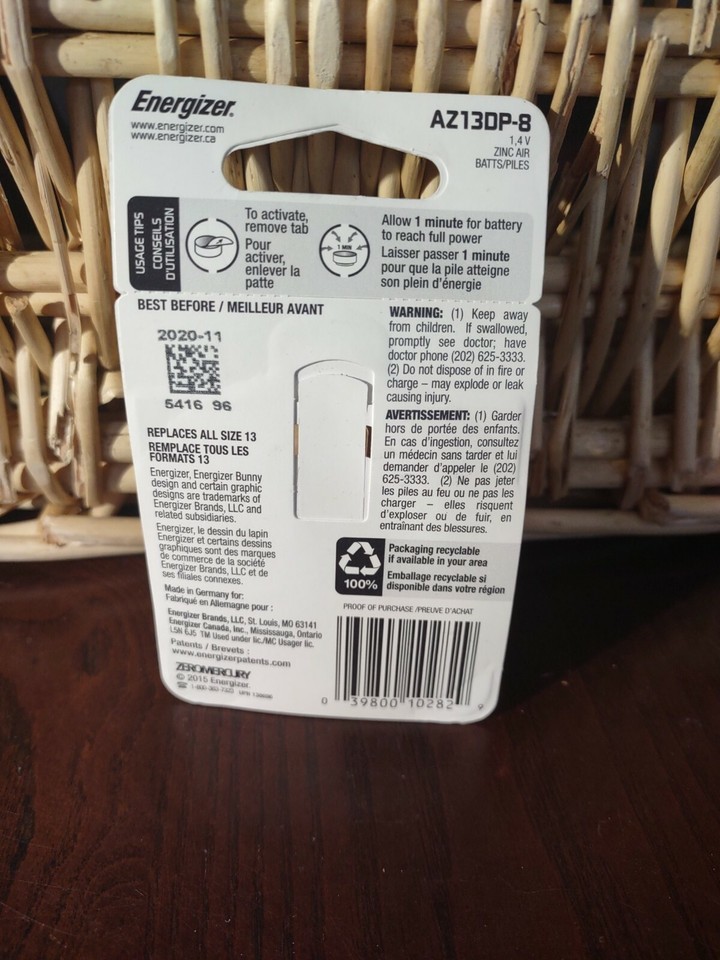 Energizer.
www.energizer.com
www.energizer.ca
AZ13DP-8
1,4 V
ZINC AIR
BATTS/PILES
USAGE TIPS
CONSEILS
D'UTILISATION
To activate,
remove tab
Pour
activer,
enlever la
patte
1 MIN
Allow 1 minute for battery
to reach full power
Laisser passer 1 minute
pour que la pile atteigne
son plein d'énergie
BEST BEFORE / MEILLEUR AVANT
2020-11
5416 96
REPLACES ALL SIZE 13
REMPLACE TOUS LES
FORMATS 13
Energizer, Energizer Bunny
design and certain graphic
designs are trademarks of
Energizer Brands, LLC and
related subsidiaries.
Energizer, le dessin du lapin
Energizer et certains dessins
graphiques sont des marques
de commerce de la société
Energizer Brands, LLC et de
ses filiales connexes.
Made in Germany for:
Fabriqué en Allemagne pour :
Energizer Brands, LLC, St. Louis, MO 63141
Energizer Canada, Inc., Mississauga, Ontario
L5N 6J5 TM Used under lic./MC Usager lic.
Patents / Brevets :
www.energizerpatents.com
ZEROMERCURY
© 2015 Energizer
1-800-383-7323
WARNING: (1) Keep away
from children. If swallowed,
promptly see doctor; have
doctor phone (202) 625-3333.
(2) Do not dispose of in fire or
charge – may explode or leak
causing injury.
AVERTISSEMENT: (1) Garder
hors de portée des enfants.
En cas d'ingestion, consultez
un médecin sans tarder et lui
demander d'appeler le (202)
625-3333. (2) Ne pas jeter
les piles au feu ou ne pas les
charger – elles risquent
d'exploser ou de fuir, en
entraînant des blessures.
100%
Packaging recyclable
if available in your area
Emballage recyclable si
disponible dans votre région
PROOF OF PURCHASE /PREUVE D'ACHAT
0 39800 10282 9